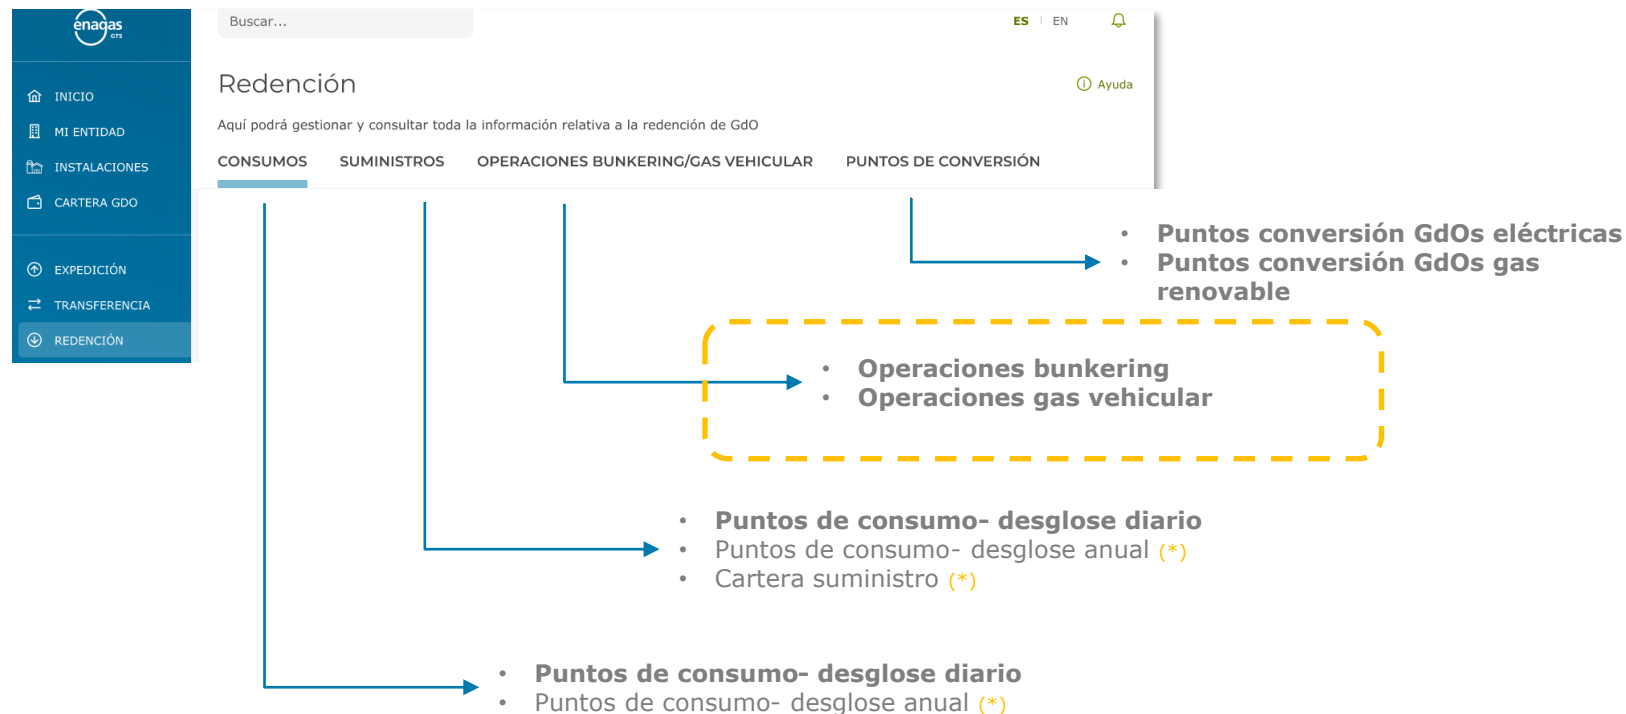 enagas
GTS
Buscar...
ES | EN
INICIO
MI ENTIDAD
INSTALACIONES
CARTERA GDO
EXPEDICIÓN
TRANSFERENCIA
REDENCIÓN
Redención
Ayuda
Aquí podrá gestionar y consultar toda la información relativa a la redención de GdO
CONSUMOS SUMINISTROS OPERACIONES BUNKERING/GAS VEHICULAR PUNTOS DE CONVERSIÓN
• Puntos conversión GdOs eléctricas
• Puntos conversión GdOs gas
renovable
• Operaciones bunkering
• Operaciones gas vehicular
• Puntos de consumo- desglose diario
• Puntos de consumo- desglose anual (*)
• Cartera suministro (*)
• Puntos de consumo- desglose diario
• Puntos de consumo- desglose anual (*)